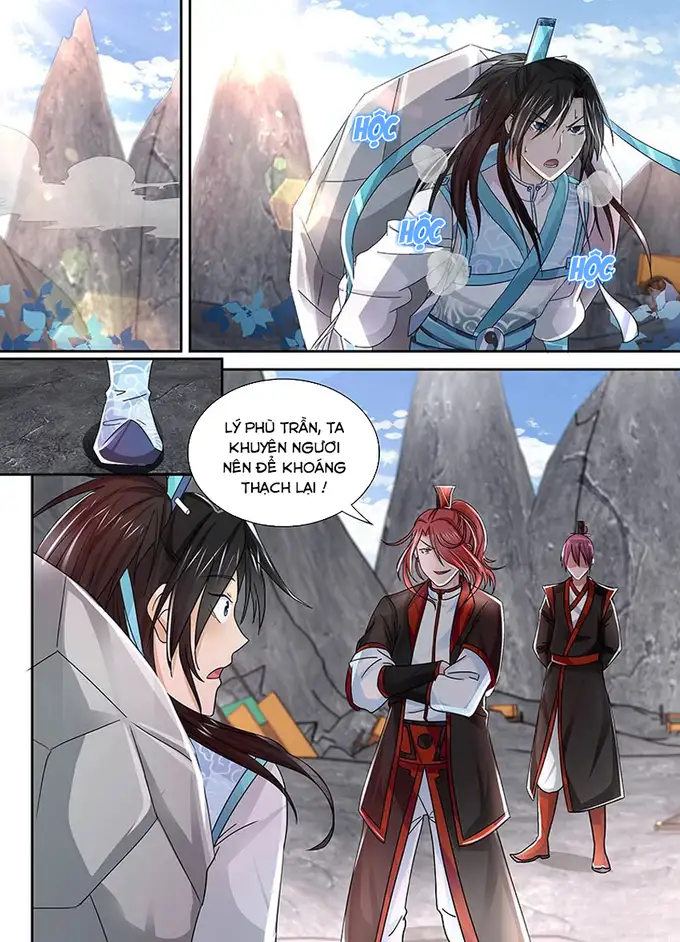 HỘC
HỘC
HỘC
LÝ PHÙ TRẦN, TA
KHUYÊN NGƯƠI
NÊN ĐỂ KHOÁNG
THẠCH LẠI !